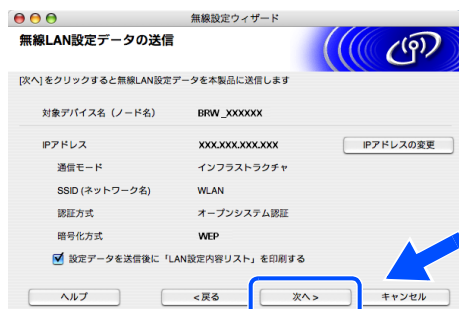 無線設定ウィザード
無線LAN設定データの送信
[次へ] をクリックすると無線LAN設定データを本製品に送信します
対象デバイス名（ノード名） BRW_XXXXXX
IPアドレス XXX.XXX.XXX.XXX IPアドレスの変更
通信モード インフラストラクチャ
SSID (ネットワーク名) WLAN
認証方式 オープンシステム認証
暗号化方式 WEP
設定データを送信後に「LAN設定内容リスト」を印刷する
ヘルプ <戻る 次へ > キャンセル